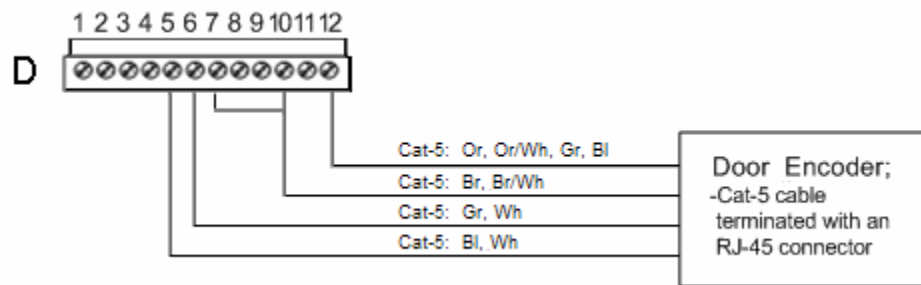 1 2 3 4 5 6 7 8 9 10 11 12
D
Cat-5: Or, Or/Wh, Gr, Bl
Cat-5: Br, Br/Wh
Cat-5: Gr, Wh
Cat-5: Bl, Wh
Door Encoder;
-Cat-5 cable
terminated with an
RJ-45 connector